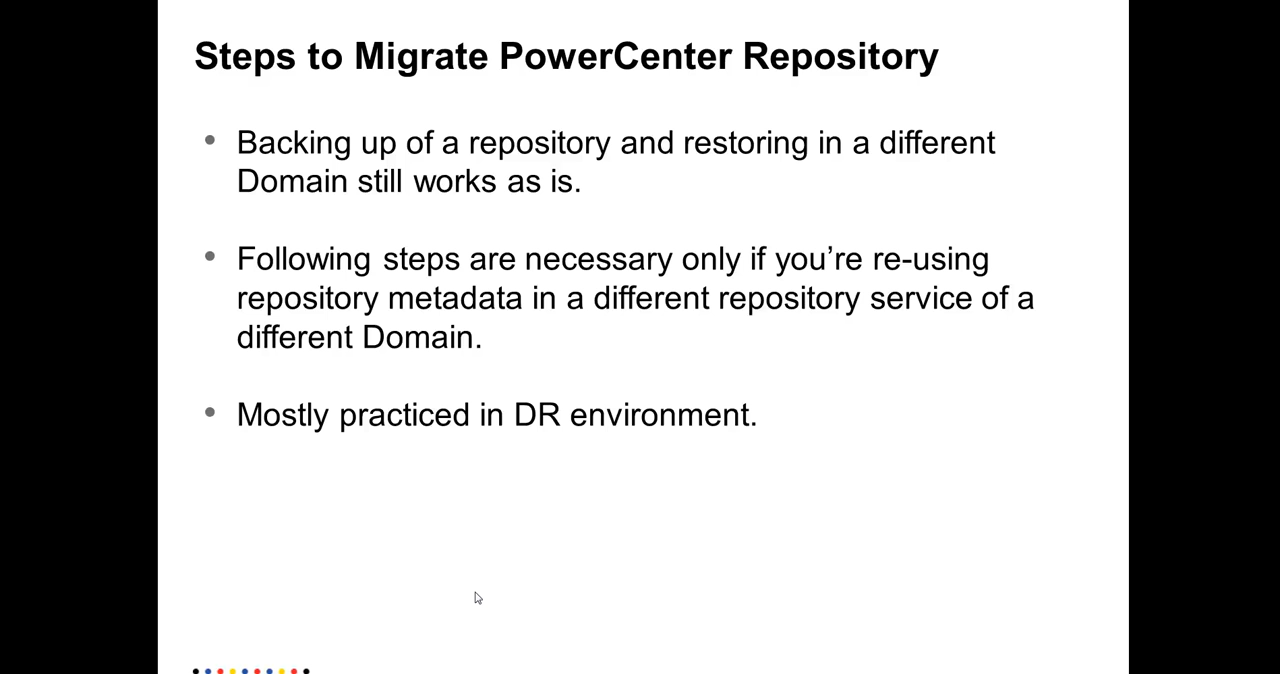 Steps to Migrate PowerCenter Repository
• Backing up of a repository and restoring in a different
Domain still works as is.
• Following steps are necessary only if you’re re-using
repository metadata in a different repository service of a
different Domain.
• Mostly practiced in DR environment.